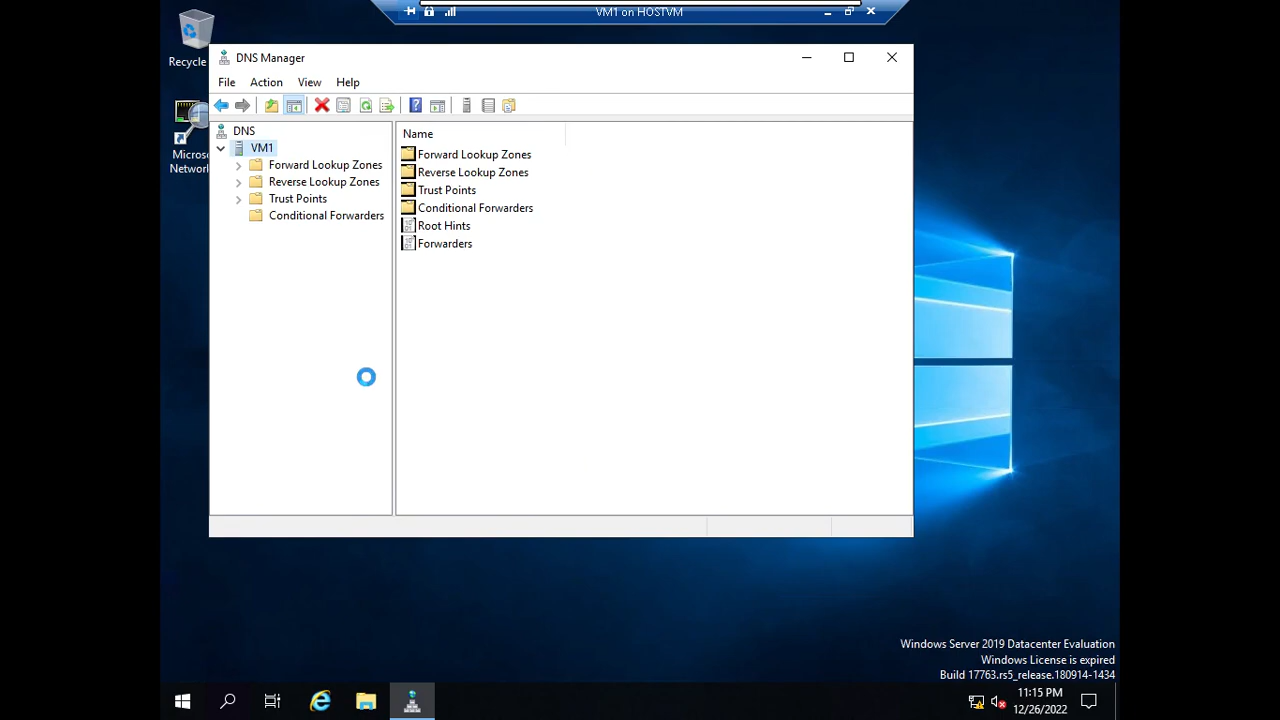 VM1 on HOSTVM
Recycle
DNS Manager
File Action View Help
Micros
Network
DNS
VM1
Forward Lookup Zones
Reverse Lookup Zones
Trust Points
Conditional Forwarders
Name
Forward Lookup Zones
Reverse Lookup Zones
Trust Points
Conditional Forwarders
Root Hints
Forwarders
Windows Server 2019 Datacenter Evaluation
Windows License is expired
Build 17763.rs5_release.180914-1434
11:15 PM
12/26/2022